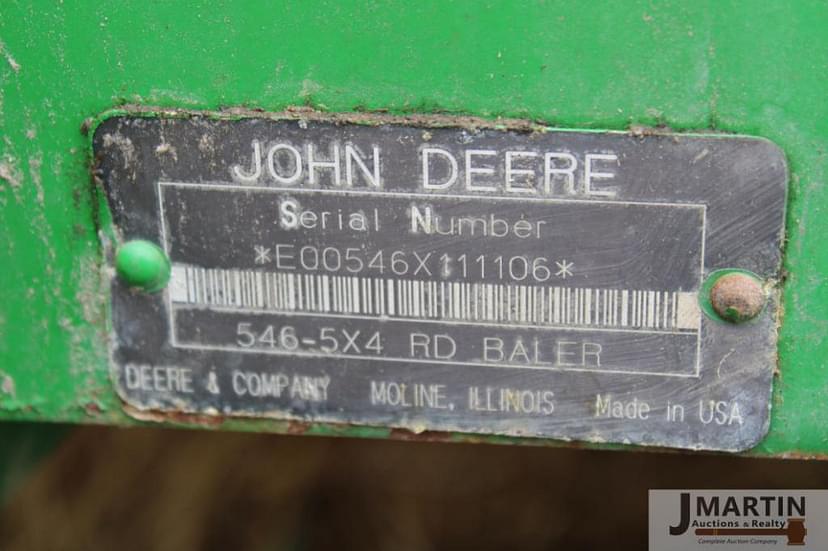 JOHN DEERE
Serial Number
*E00546X111106*
546-5X4 RD BALER
DEERE & COMPANY MOLINE, ILLINOIS Made in USA
J MARTIN
Auctions & Realty
Complete Auction Company